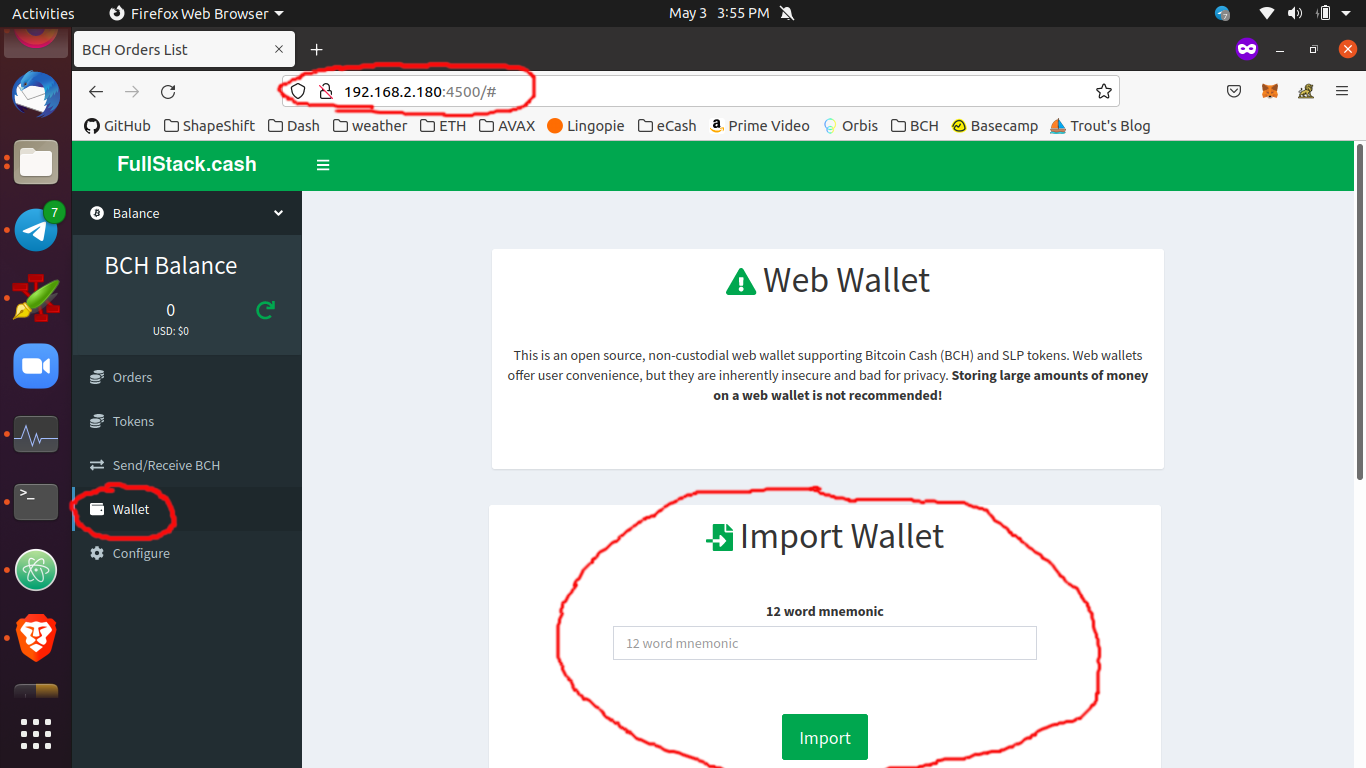 Activities
Firefox Web Browser
May 3 3:55 PM
7
BCH Orders List
192.168.2.180:4500/#
GitHub
ShapeShift
Dash
weather
ETH
AVAX
Lingopie
eCash
Prime Video
Orbis
BCH
Basecamp
Trout's Blog
7
>_
FullStack.cash
Balance
BCH Balance
0
USD: $0
Orders
Tokens
Send/Receive BCH
Wallet
Configure
Web Wallet
This is an open source, non-custodial web wallet supporting Bitcoin Cash (BCH) and SLP tokens. Web wallets
offer user convenience, but they are inherently insecure and bad for privacy. Storing large amounts of money
on a web wallet is not recommended!
Import Wallet
12 word mnemonic
12 word mnemonic
Import